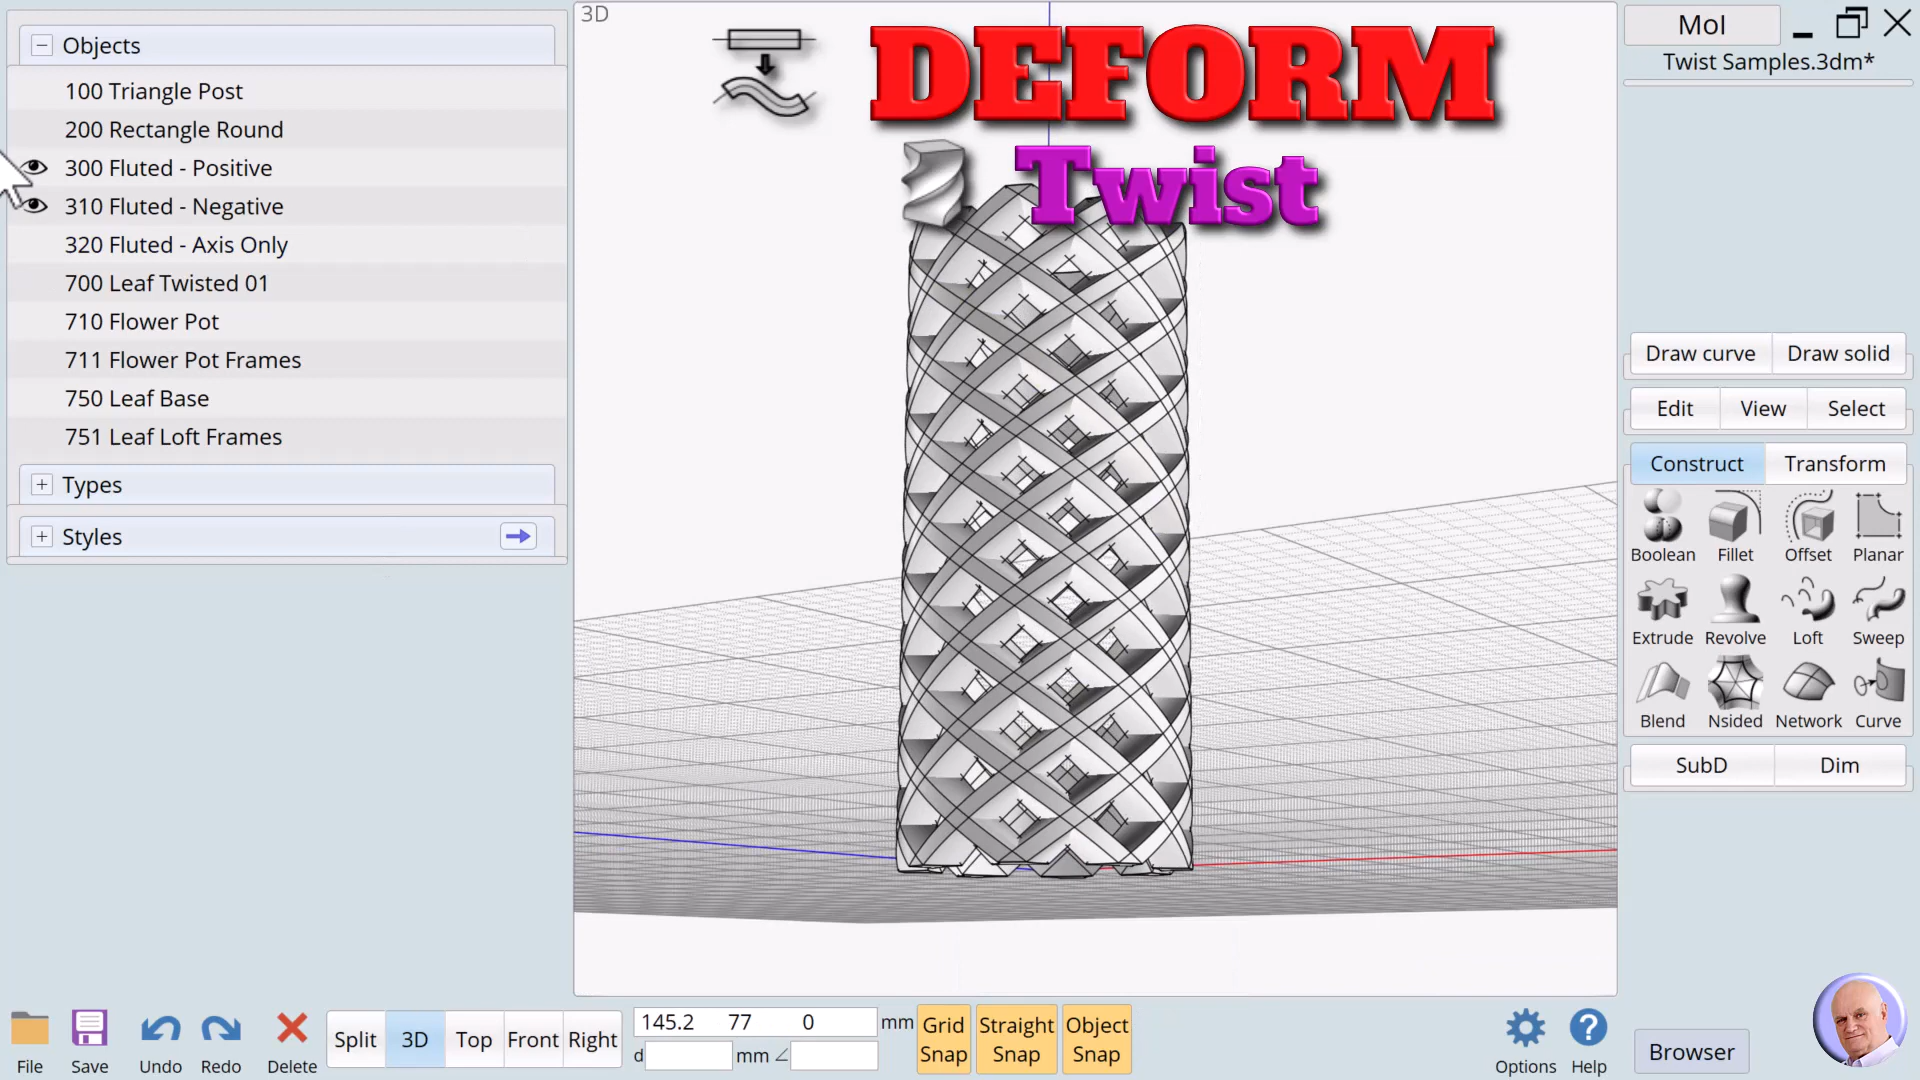 Objects
100 Triangle Post
200 Rectangle Round
300 Fluted - Positive
310 Fluted - Negative
320 Fluted - Axis Only
700 Leaf Twisted 01
710 Flower Pot
711 Flower Pot Frames
750 Leaf Base
751 Leaf Loft Frames
Types
Styles
3D
DEFORM
Twist
MoI
Twist Samples.3dm*
Draw curve Draw solid
Edit View Select
Construct Transform
Boolean Fillet Offset Planar
Extrude Revolve Loft Sweep
Blend Nsided Network Curve
SubD Dim
File Save Undo Redo Delete
Split 3D Top Front Right
145.2 77 0 mm
d mm ∠
Grid Snap
Straight Snap
Object Snap
Options Help
Browser